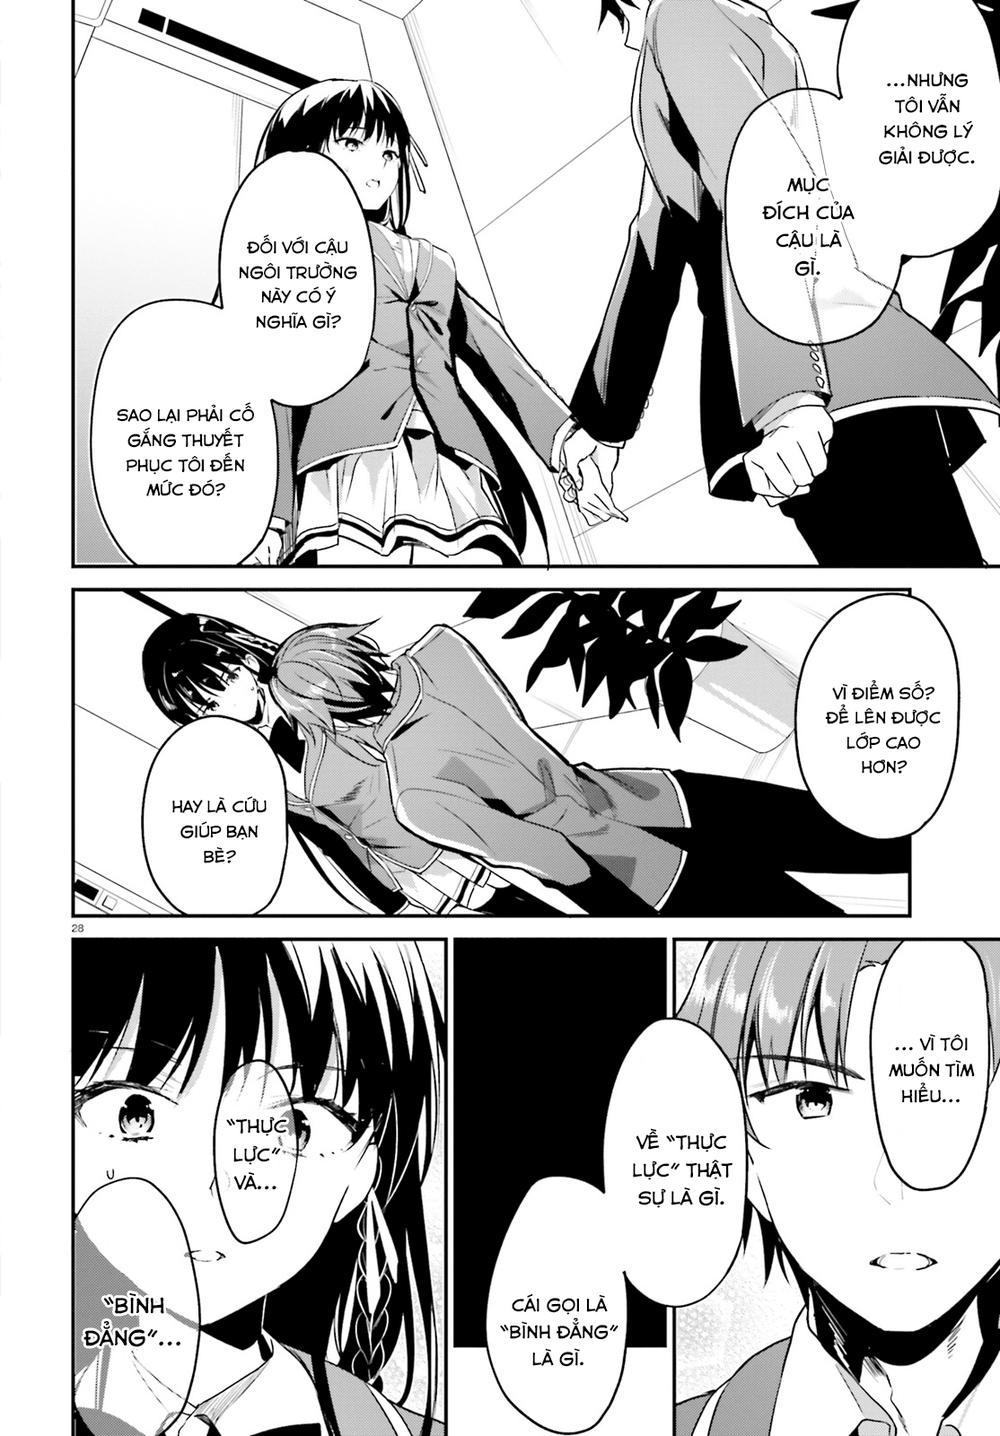 ...NHƯNG
TÔI VẪN
KHÔNG LÝ
GIẢI ĐƯỢC.
MỤC
ĐÍCH CỦA
CẬU LÀ
GÌ.
ĐỐI VỚI CẬU
NGÔI TRƯỜNG
NÀY CÓ Ý
NGHĨA GÌ?
SAO LẠI PHẢI CỐ
GẮNG THUYẾT
PHỤC TÔI ĐẾN
MỨC ĐÓ?
VÌ ĐIỂM SỐ?
ĐỂ LÊN ĐƯỢC
LỚP CAO
HƠN?
HAY LÀ CỨU
GIÚP BẠN
BÈ?
28
... VÌ TÔI
MUỐN TÌM
HIỂU...
VỀ "THỰC
LỰC" THẬT
SỰ LÀ GÌ.
CÁI GỌI LÀ
"BÌNH ĐẲNG"
LÀ GÌ.
"THỰC
LỰC"
VÀ...
"BÌNH
ĐẲNG"...